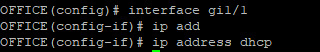 OFFICE(config)# interface gi1/1
OFFICE(config-if)# ip add
OFFICE(config-if)# ip address dhcp